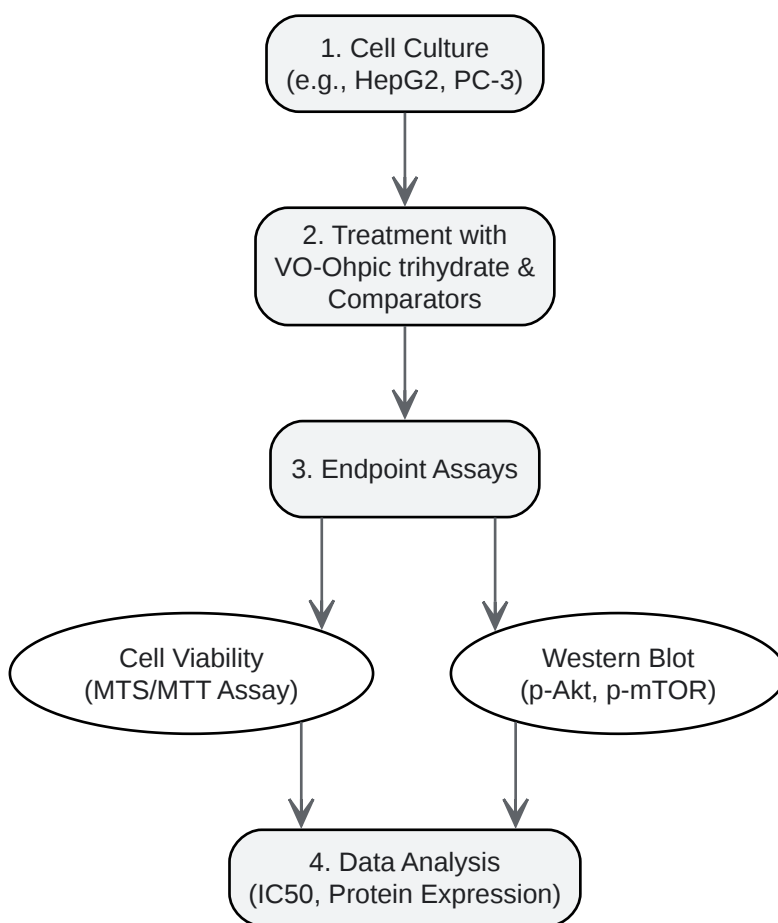 1. Cell Culture
(e.g., HepG2, PC-3)
2. Treatment with
VO-Ohpic trihydrate &
Comparators
3. Endpoint Assays
Cell Viability
(MTS/MTT Assay)
Western Blot
(p-Akt, p-mTOR)
4. Data Analysis
(IC50, Protein Expression)